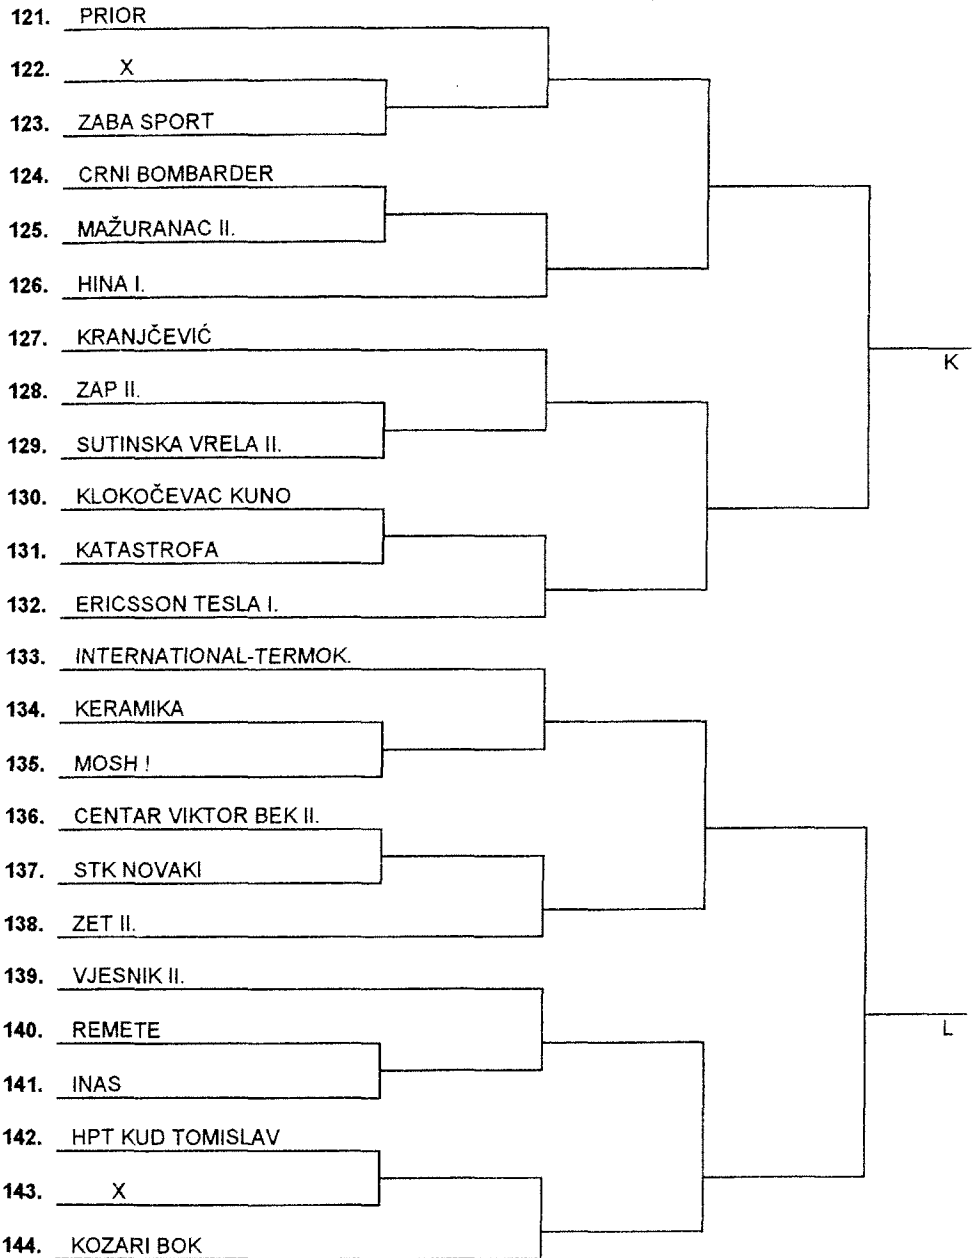 121. PRIOR
122. X
123. ZABA SPORT
124. CRNI BOMBARDER
125. MAŽURANAC II.
126. HINA I.
127. KRANJČEVIĆ
K
128. ZAP II.
129. SUTINSKA VRELA II.
130. KLOKOČEVAC KUNO
131. KATASTROFA
132. ERICSSON TESLA I.
133. INTERNATIONAL-TERMOK.
134. KERAMIKA
135. MOSH !
136. CENTAR VIKTOR BEK II.
137. STK NOVAKI
138. ZET II.
139. VJESNIK II.
140. REMETE
L
141. INAS
142. HPT KUD TOMISLAV
143. X
144. KOZARI BOK